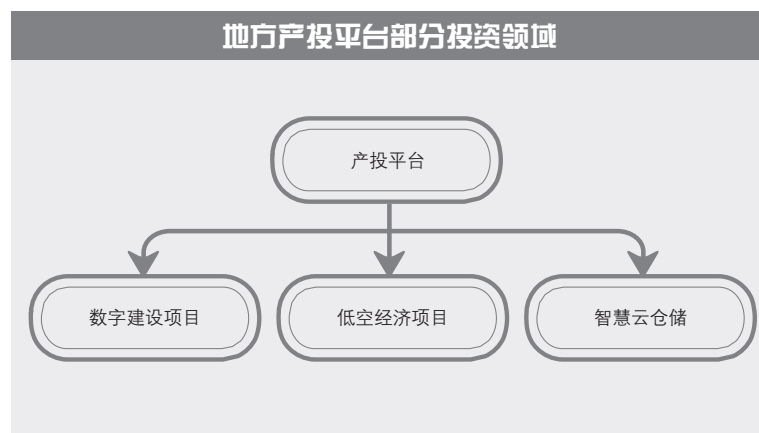 地方产投平台部分投资领域
产投平台
数字建设项目
低空经济项目
智慧云仓储